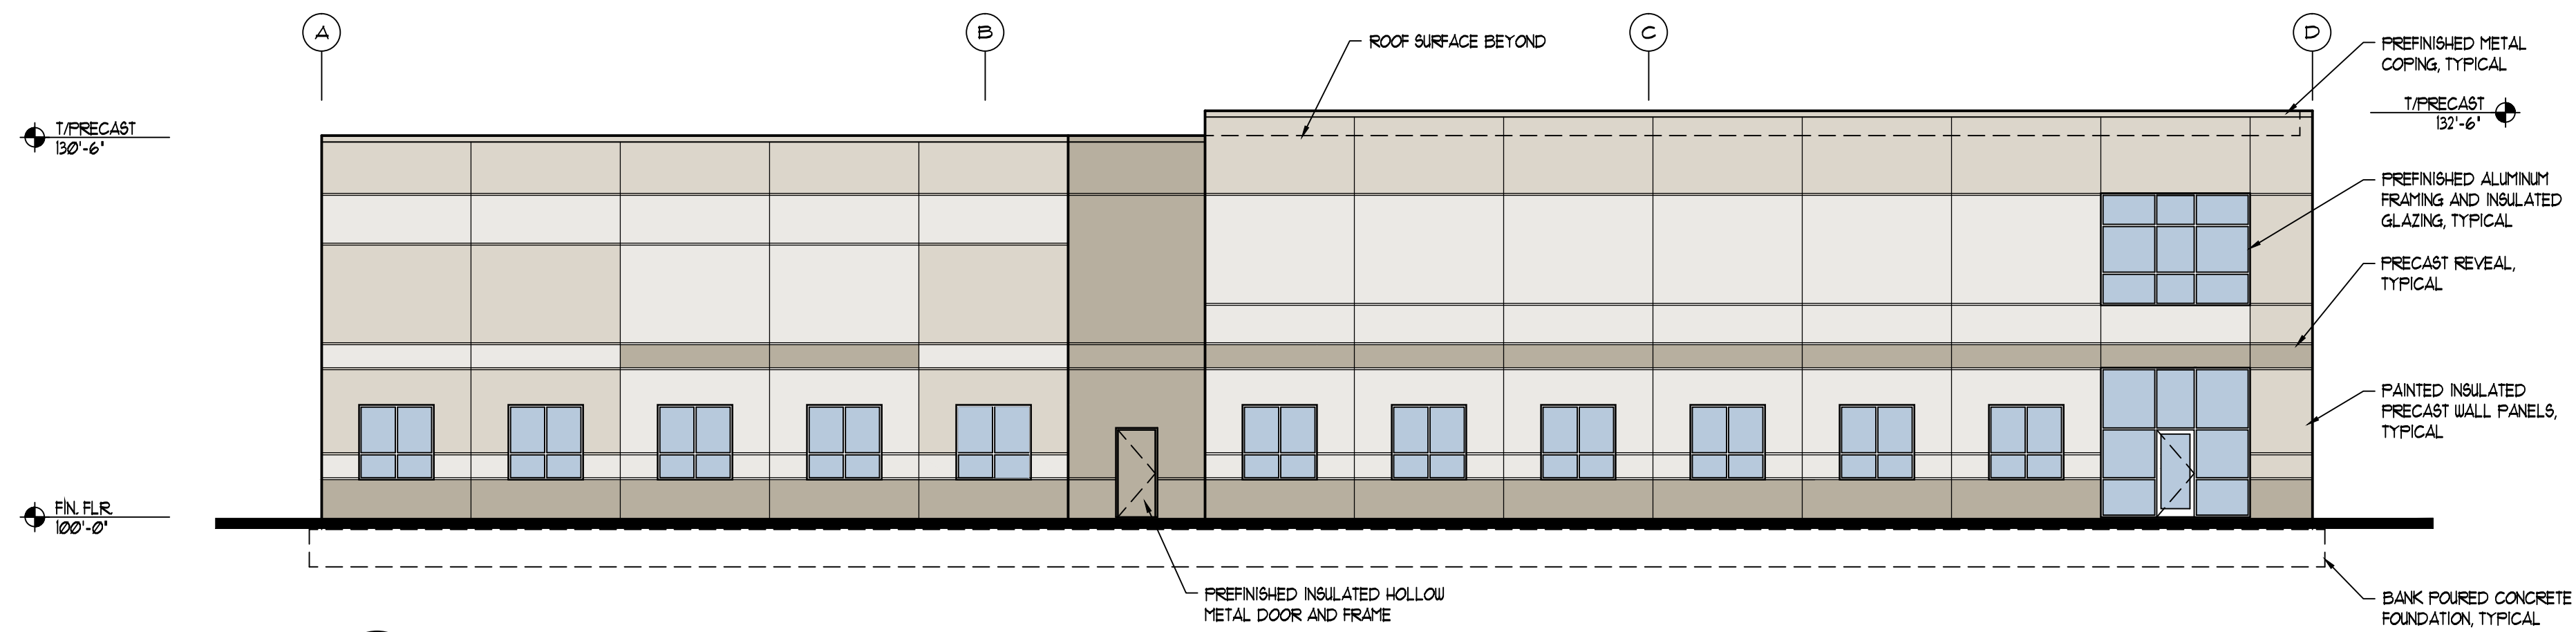 A
B
C
D
ROOF SURFACE BEYOND
PREFINISHED METAL
COPING, TYPICAL
T/PRECAST
130'-6"
T/PRECAST
132'-6"
PREFINISHED ALUMINUM
FRAMING AND INSULATED
GLAZING, TYPICAL
PRECAST REVEAL,
TYPICAL
PAINTED INSULATED
PRECAST WALL PANELS,
TYPICAL
FIN. FLR.
100'-0"
PREFINISHED INSULATED HOLLOW
METAL DOOR AND FRAME
BANK POURED CONCRETE
FOUNDATION, TYPICAL